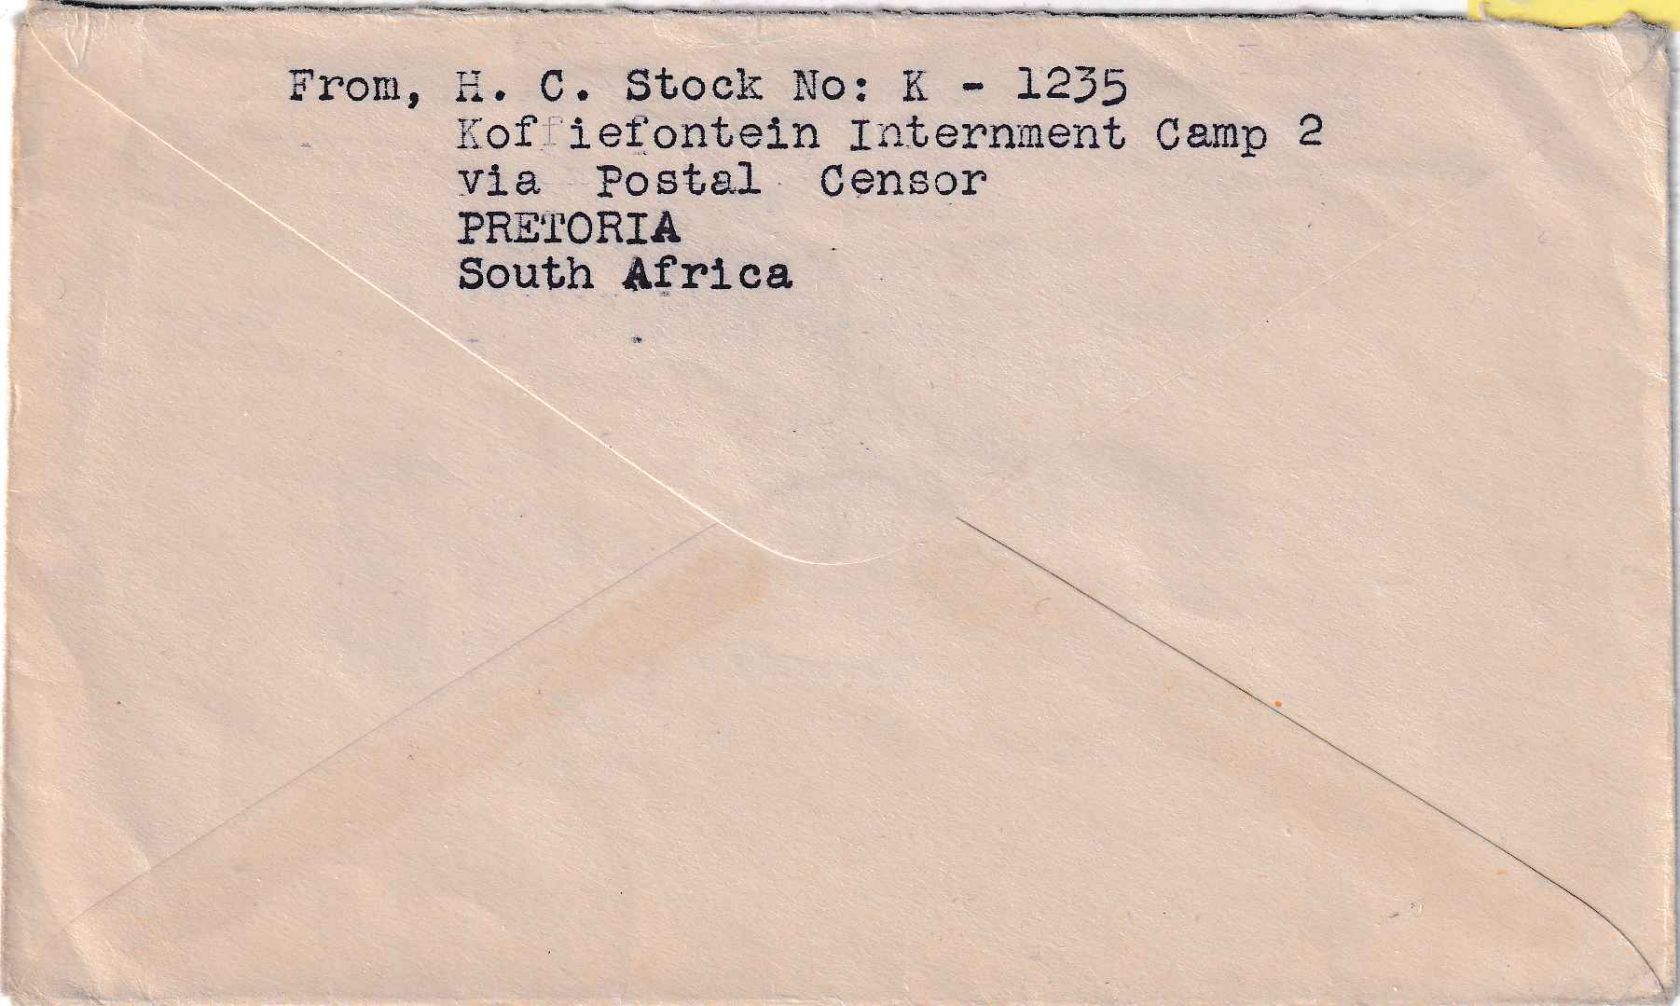 From, H. C. Stock No: K - 1235
Koffiefontein Internment Camp 2
via Postal Censor
PRETORIA
South Africa